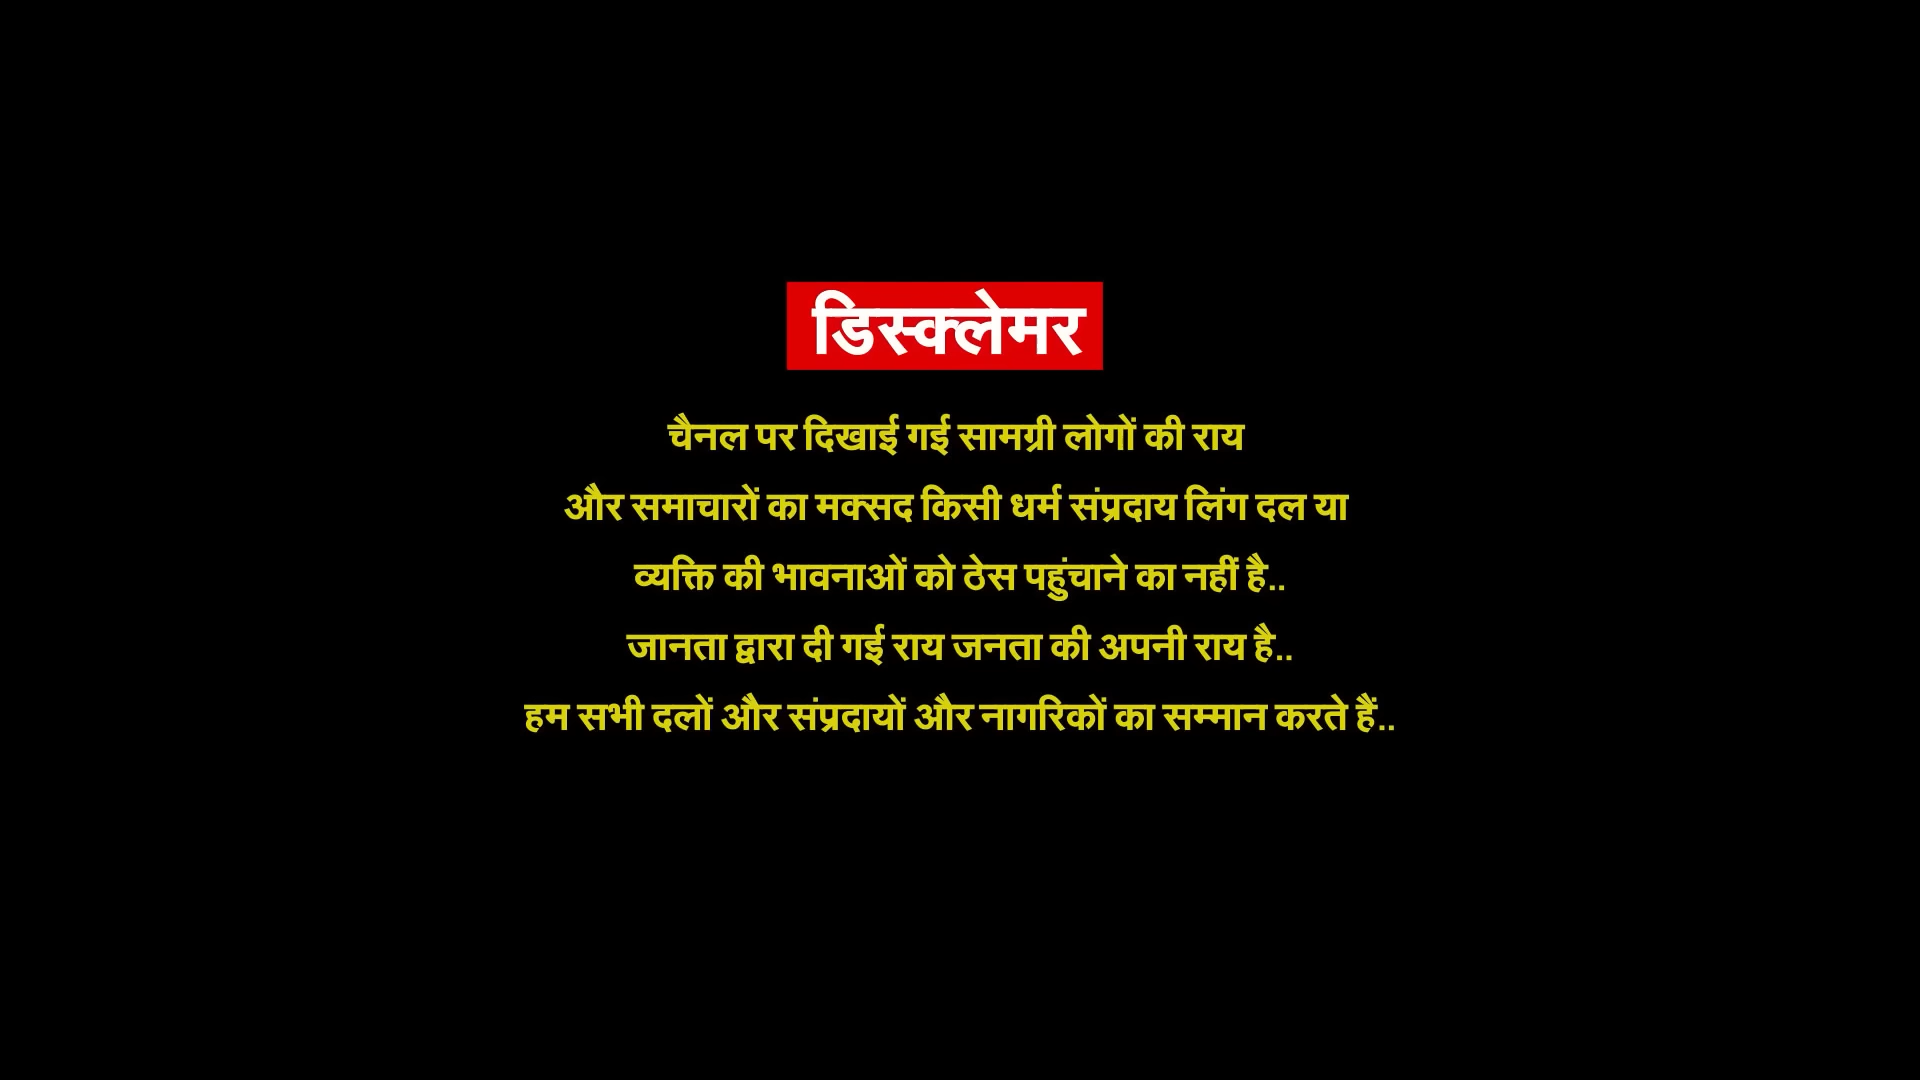 डिस्क्लेमर
चैनल पर दिखाई गई सामग्री लोगों की राय
और समाचारों का मक्सद किसी धर्म संप्रदाय लिंग दल या
व्यक्ति की भावनाओं को ठेस पहुंचाने का नहीं है..
जानता द्वारा दी गई राय जनता की अपनी राय है..
हम सभी दलों और संप्रदायों और नागरिकों का सम्मान करते हैं..